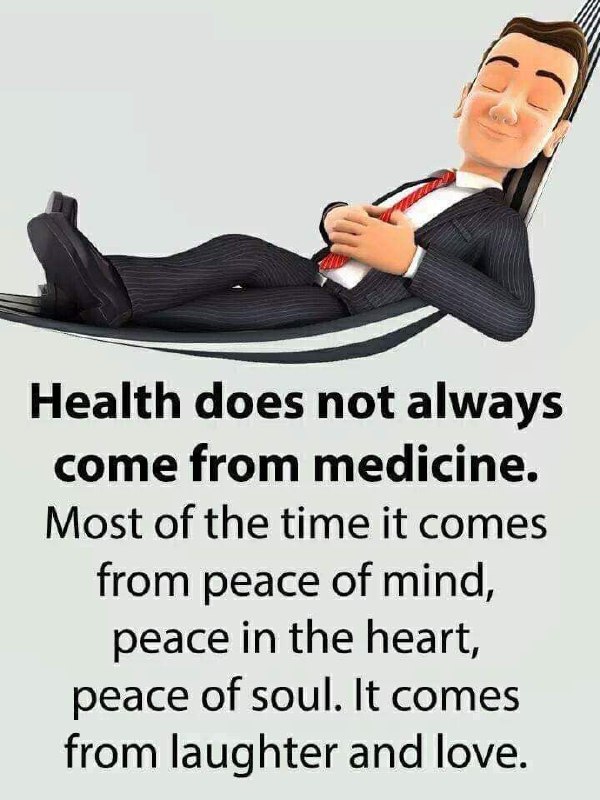 Health does not always
come from medicine.
Most of the time it comes
from peace of mind,
peace in the heart,
peace of soul. It comes
from laughter and love.